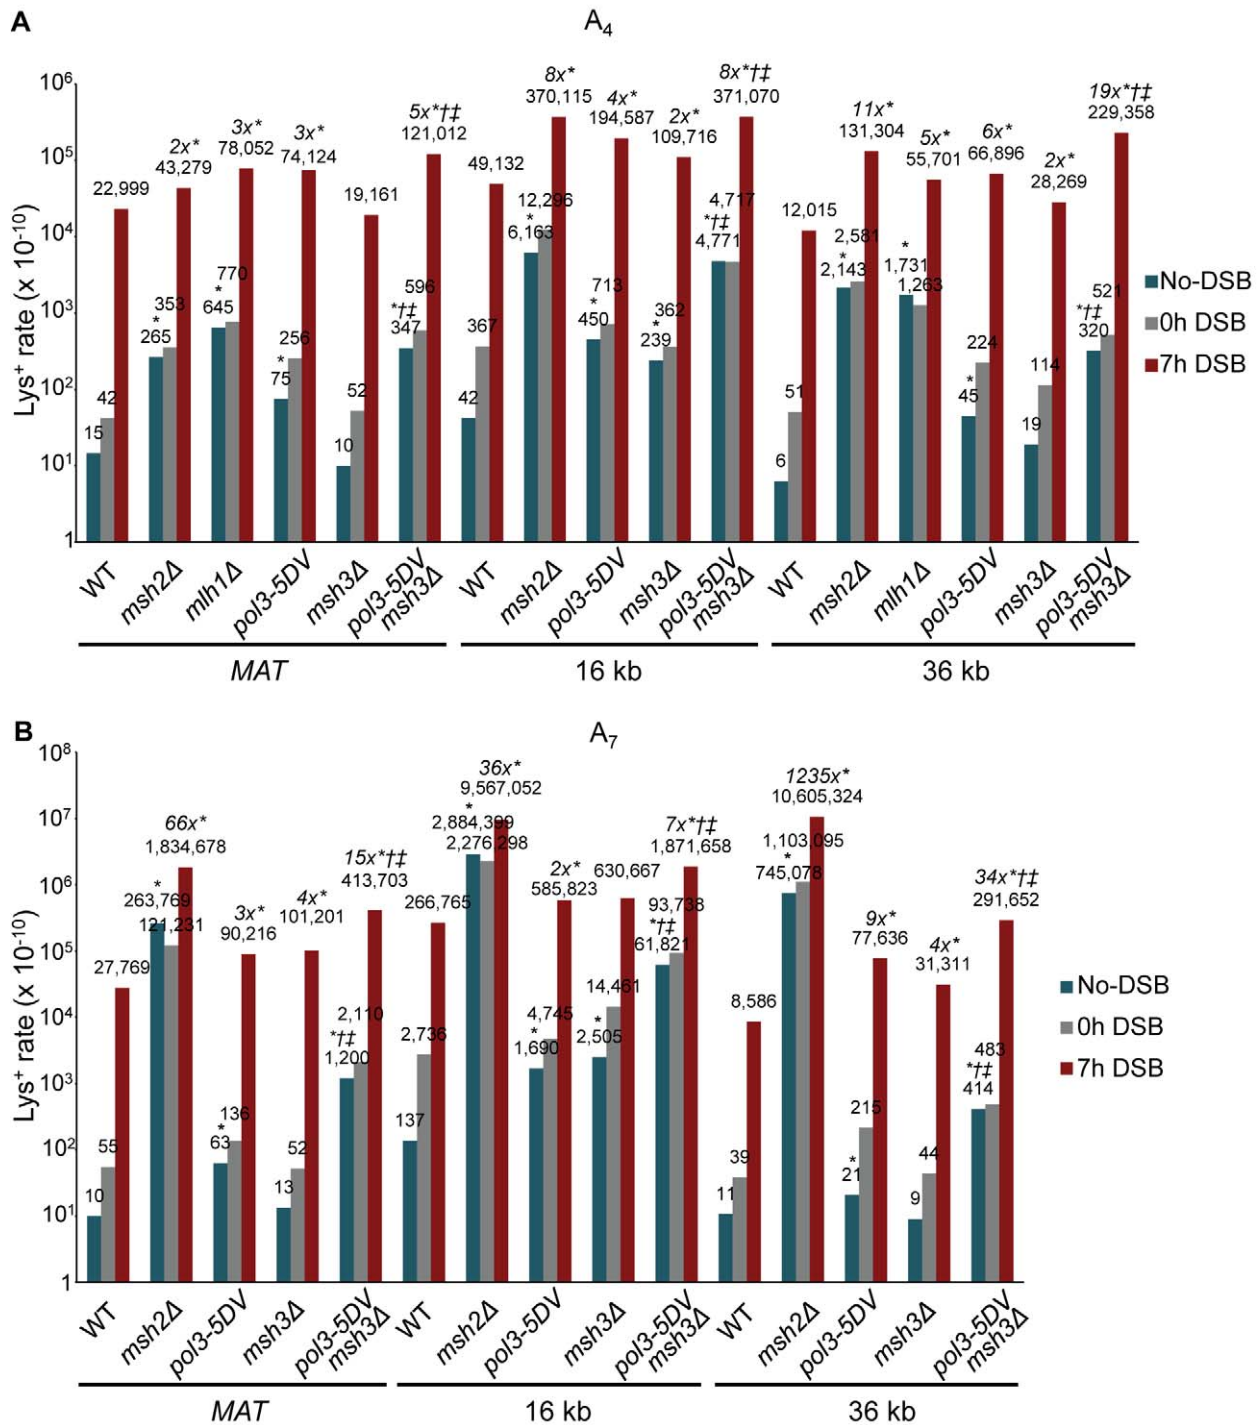 A
A4
10^6
10^5
10^4
10^3
10^2
10^1
1
Lys+ rate (x 10^-10)
15
42
22,999
2x*
43,279
353
*
265
3x*
78,052
770
*
645
3x*
74,124
256
*
75
19,161
52
10
5x*†‡
121,012
596
*†‡
347
49,132
367
42
8x*
370,115
12,296
*
6,163
4x*
194,587
713
*
450
2x*
109,716
362
*
239
8x*†‡
371,070
4,717
*†‡
4,771
12,015
51
6
11x*
131,304
2,581
*
2,143
5x*
55,701
*
1,731
1,263
6x*
66,896
224
*
45
2x*
28,269
114
19
19x*†‡
229,358
521
*†‡
320
No-DSB
0h DSB
7h DSB
WT
msh2Δ
mlh1Δ
pol3-5DV
msh3Δ
pol3-5DV
msh3Δ
WT
msh2Δ
pol3-5DV
msh3Δ
pol3-5DV
msh3Δ
WT
msh2Δ
mlh1Δ
pol3-5DV
msh3Δ
pol3-5DV
msh3Δ
MAT
16 kb
36 kb
B
A7
10^8
10^7
10^6
10^5
10^4
10^3
10^2
10^1
1
Lys+ rate (x 10^-10)
27,769
55
10
66x*
1,834,678
*
263,769
121,231
3x*
90,216
136
*
63
4x*
101,201
52
13
15x*†‡
413,703
2,110
*†‡
1,200
266,765
2,736
137
36x*
9,567,052
*
2,884,399
2,276,298
2x*
585,823
4,745
*
1,690
630,667
14,461
*
2,505
7x*†‡
1,871,658
93,738
*†‡
61,821
8,586
39
11
1235x*
10,605,324
1,103,095
*
745,078
9x*
77,636
215
*
21
4x*
31,311
44
9
34x*†‡
291,652
483
*†‡
414
No-DSB
0h DSB
7h DSB
WT
msh2Δ
pol3-5DV
msh3Δ
pol3-5DV
msh3Δ
WT
msh2Δ
pol3-5DV
msh3Δ
pol3-5DV
msh3Δ
WT
msh2Δ
pol3-5DV
msh3Δ
pol3-5DV
msh3Δ
MAT
16 kb
36 kb